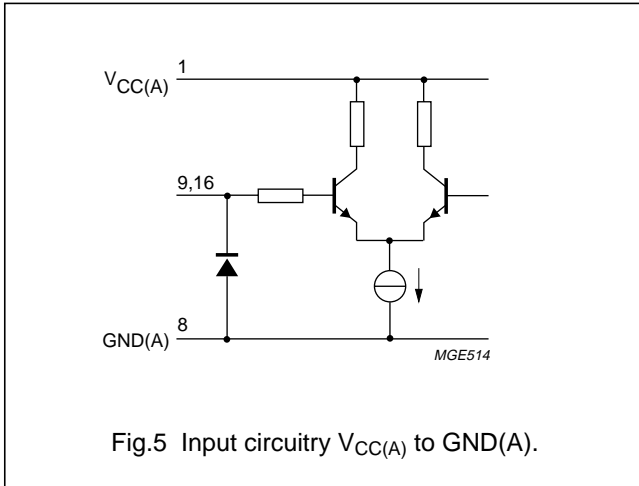 1
VCC(A)
9,16
8
GND(A)
MGE514
Fig.5 Input circuitry VCC(A) to GND(A).